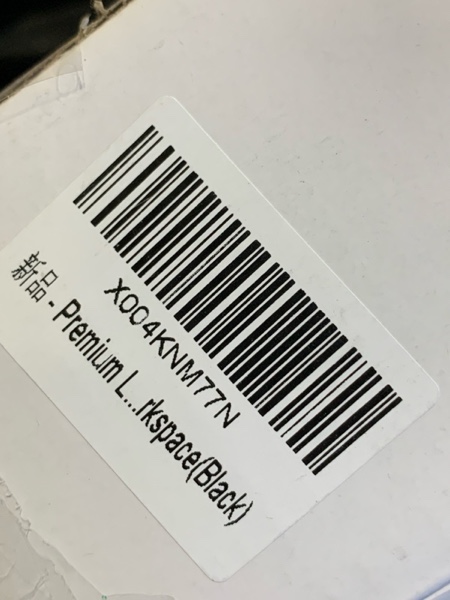 X004KNM77N
新品 - Premium L...rkspace(Black)